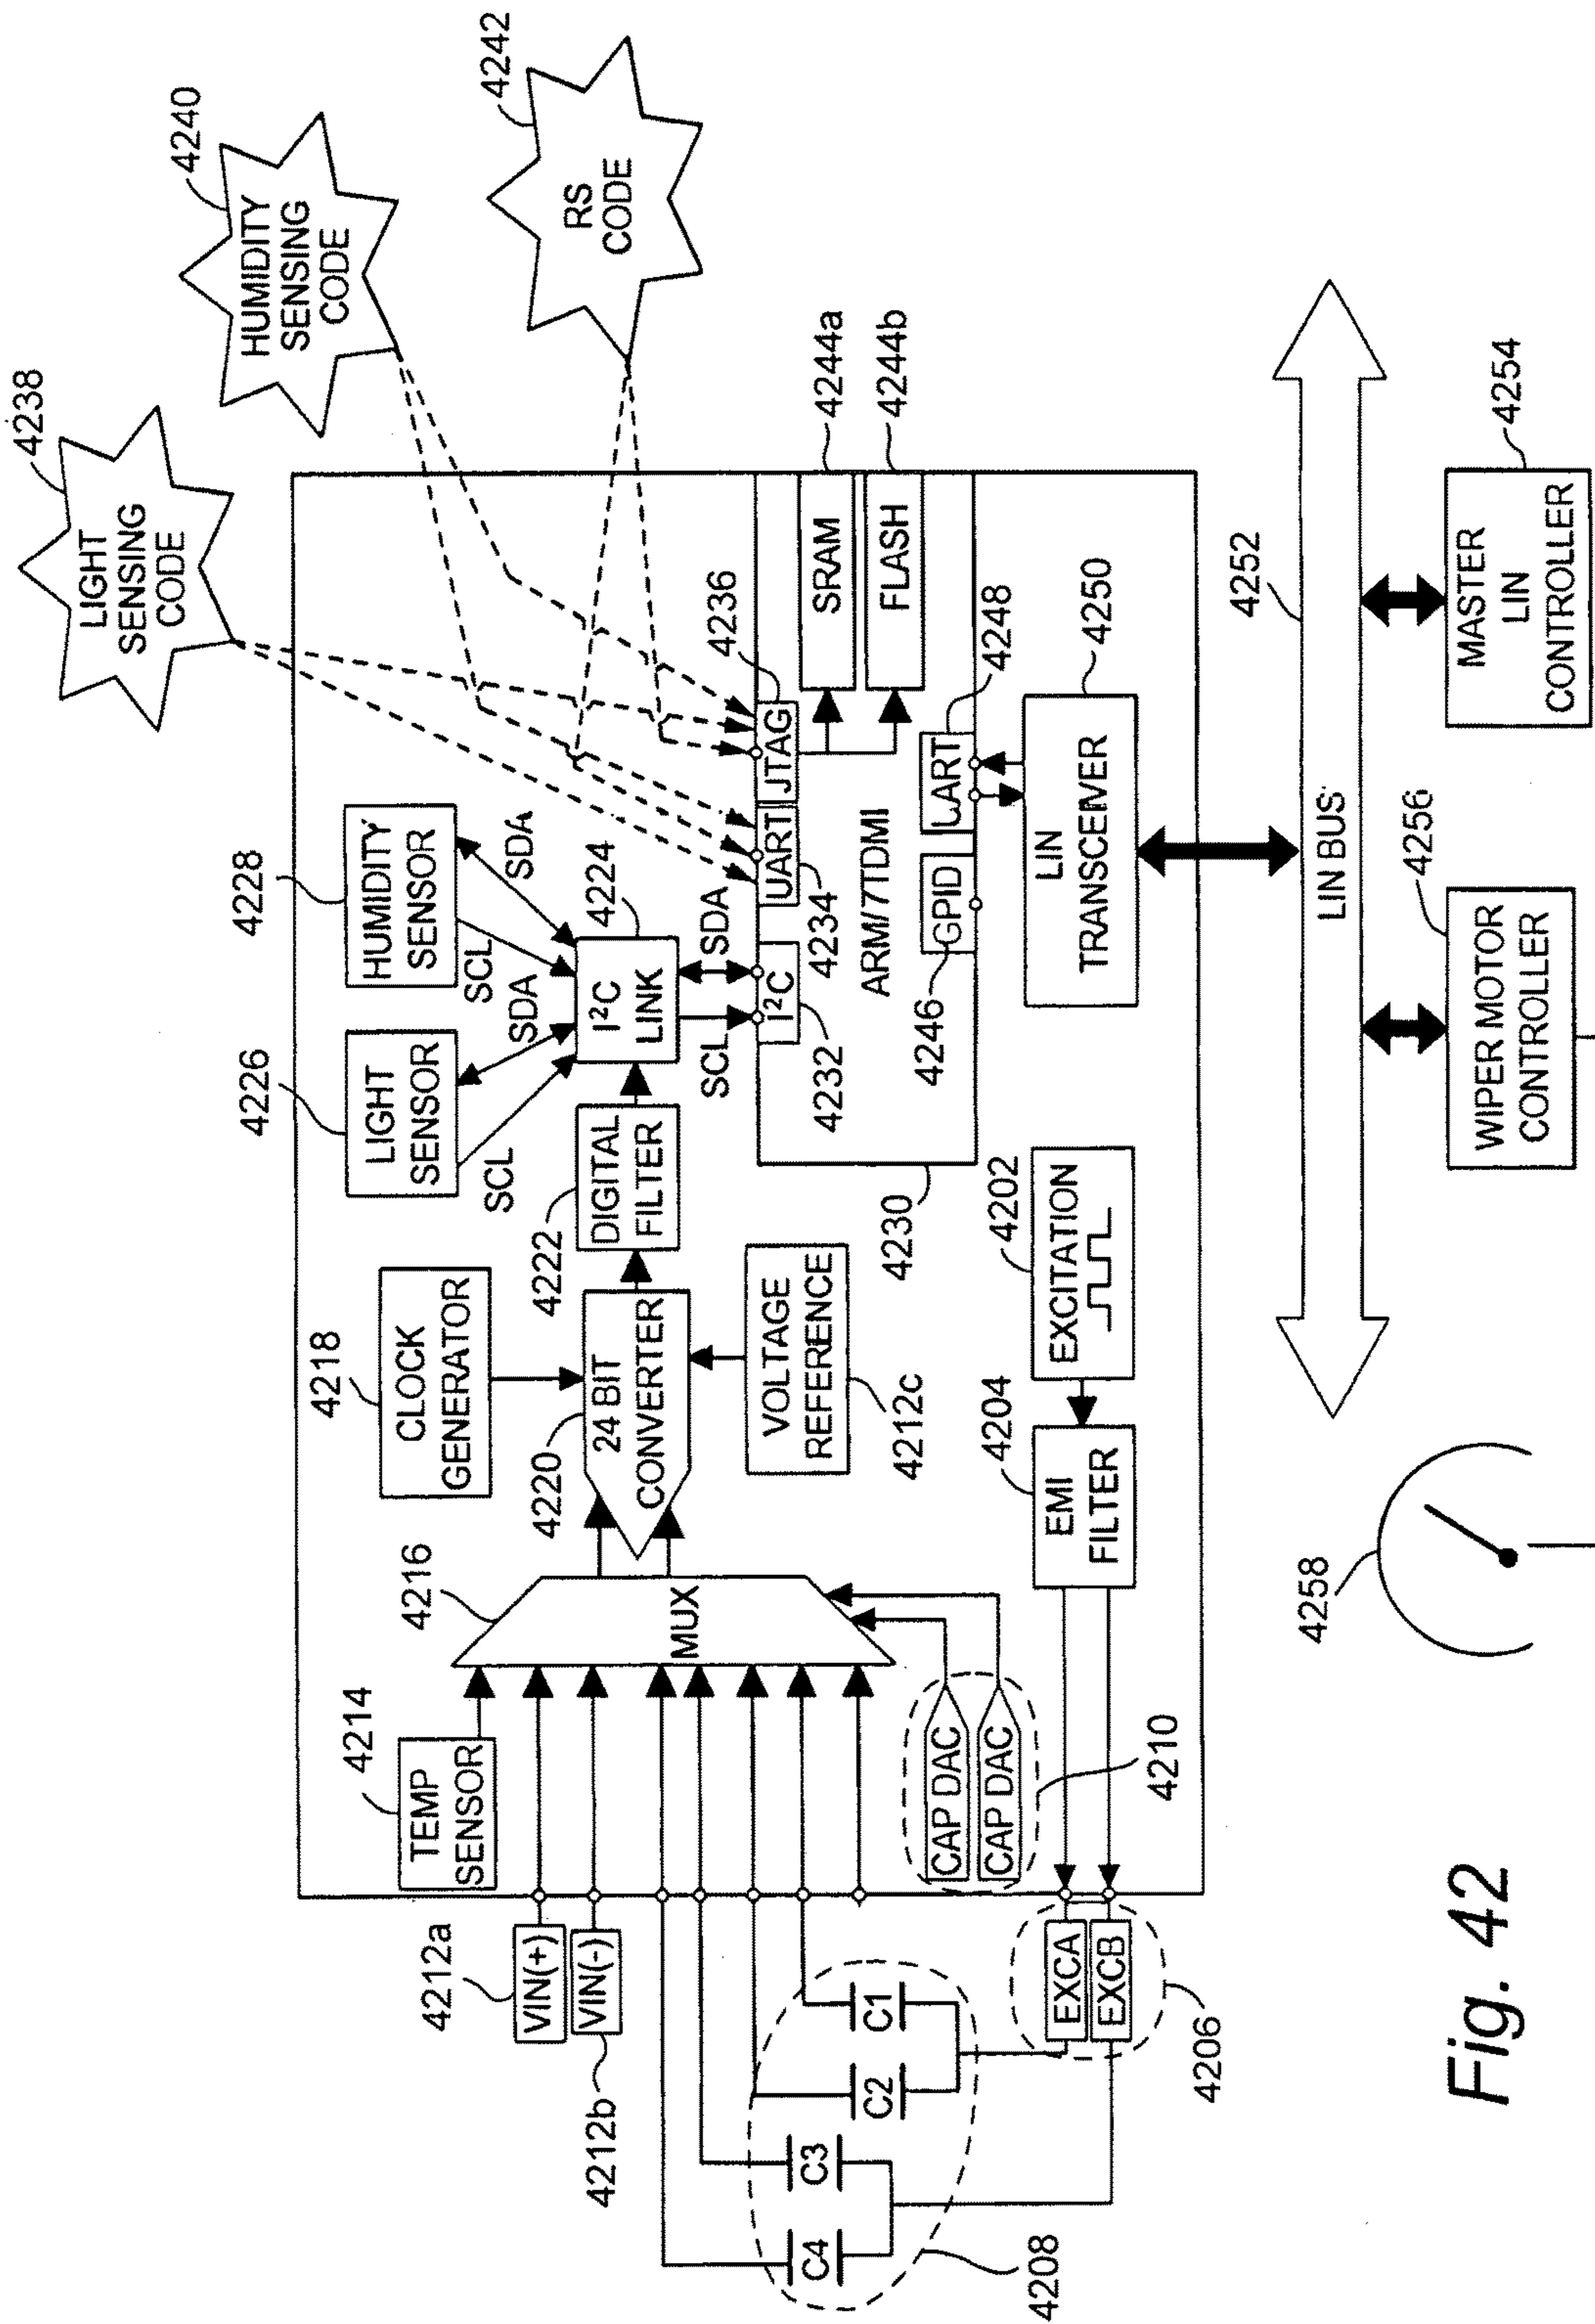 4238
LIGHT
SENSING
CODE
4240
HUMIDITY
SENSING
CODE
4242
RS
CODE
4214
TEMP
SENSOR
4216
MUX
4218
CLOCK
GENERATOR
4220
24 BIT
CONVERTER
4222
DIGITAL
FILTER
VOLTAGE
REFERENCE
4212c
4226
LIGHT
SENSOR
SCL
SDA
4228
HUMIDITY
SENSOR
SCL
SDA
4224
I²C
LINK
SCL
SDA
4212a
VIN(+)
VIN(-)
4212b
I²C
4232
UART
4234
JTAG
4236
ARM/7TDMI
SRAM
4244a
FLASH
4244b
4246
GPID
UART
4248
4230
CAP DAC
CAP DAC
4210
C4
C3
C2
C1
4208
EXCA
EXCB
4206
4204
EMI
FILTER
4202
EXCITATION
LIN
TRANSCEIVER
4250
4252
LIN BUS
4258
4256
WIPER MOTOR
CONTROLLER
4254
MASTER
LIN
CONTROLLER
Fig. 42